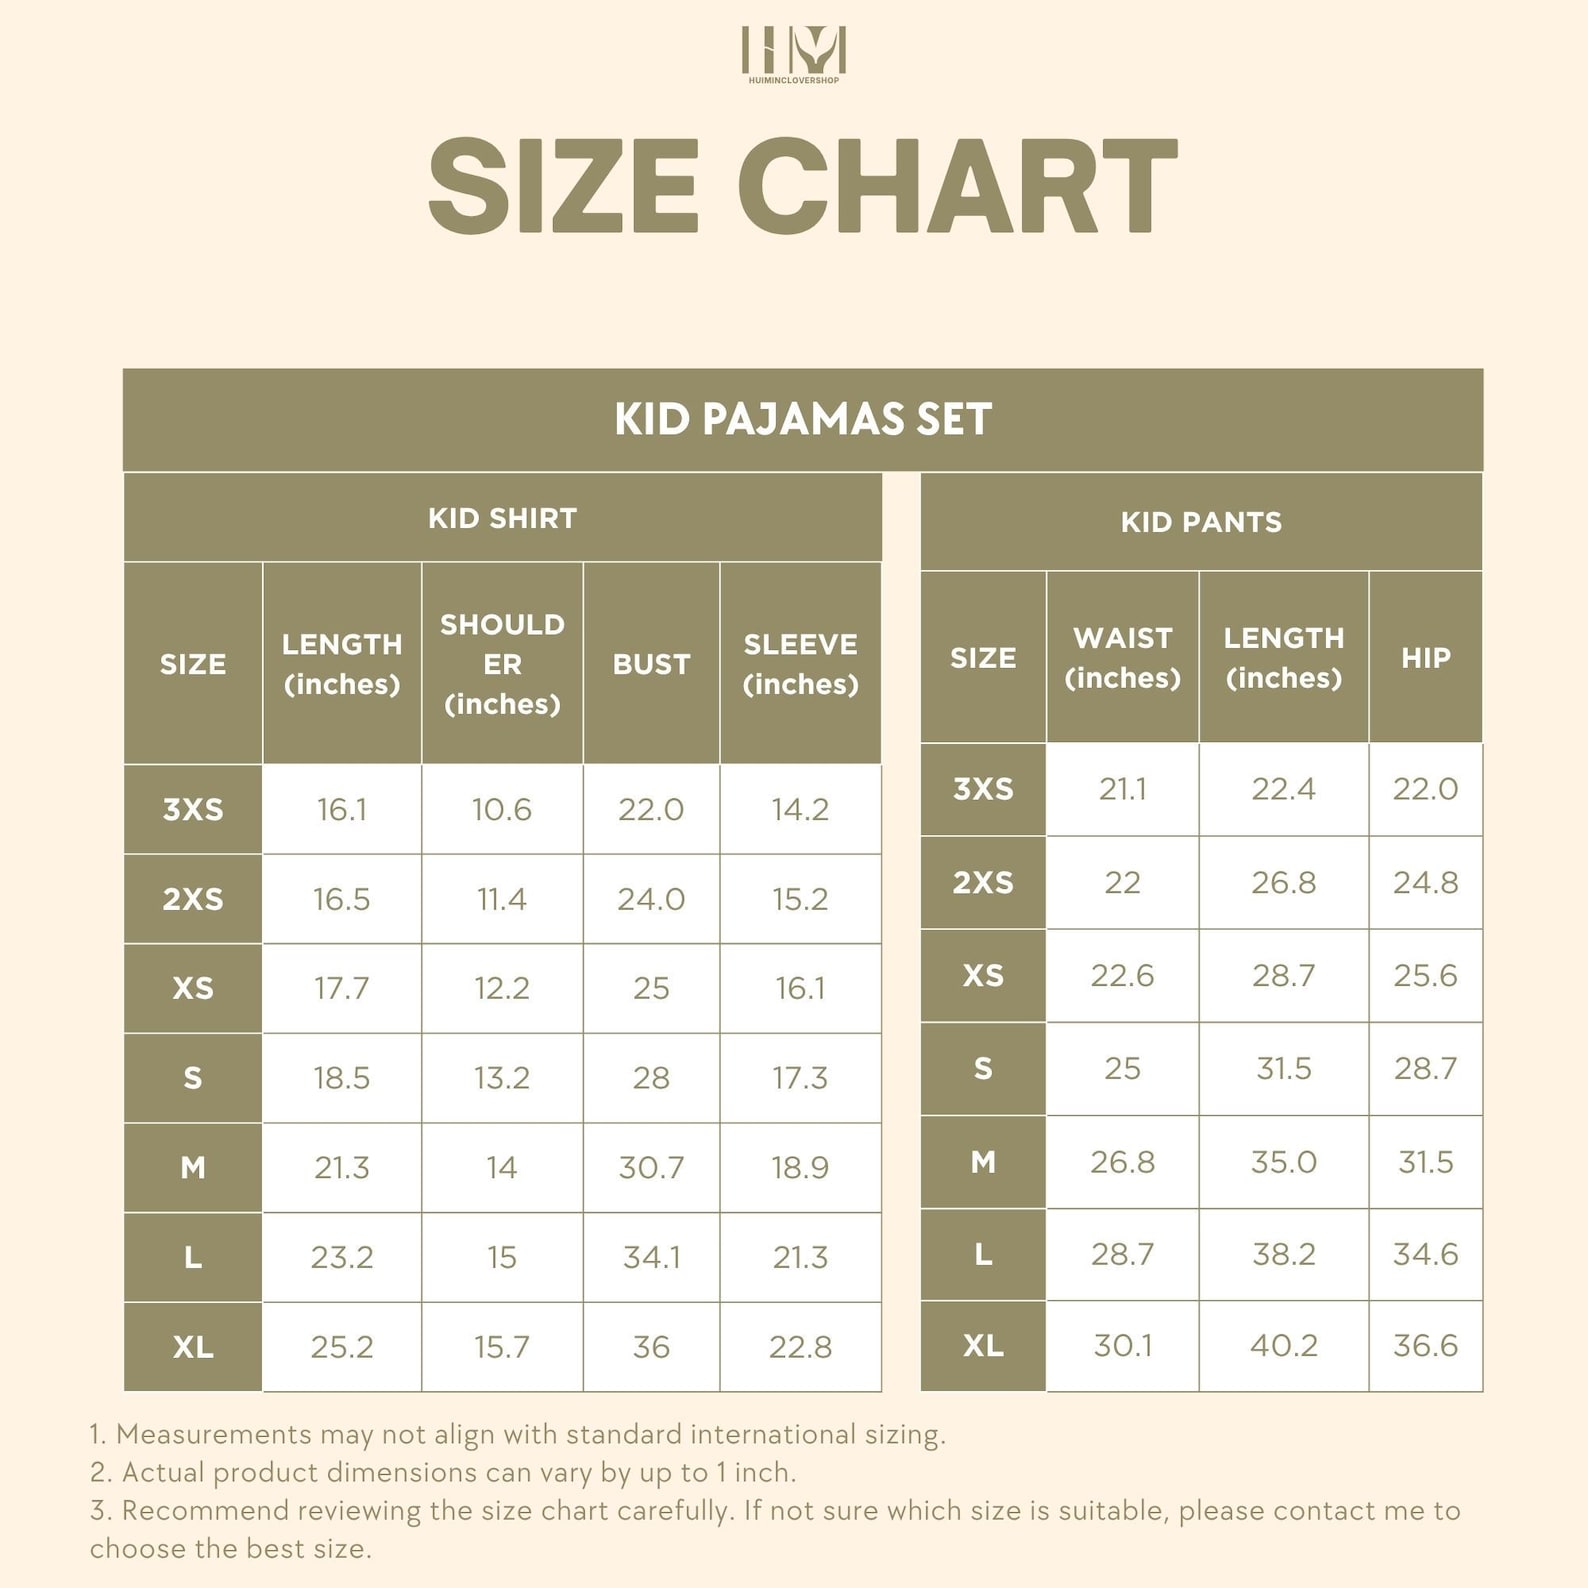 HUIMINCLOVERSHOP
SIZE CHART
KID PAJAMAS SET
KID SHIRT
SIZE LENGTH (inches) SHOULD ER (inches) BUST SLEEVE (inches)
3XS 16.1 10.6 22.0 14.2
2XS 16.5 11.4 24.0 15.2
XS 17.7 12.2 25 16.1
S 18.5 13.2 28 17.3
M 21.3 14 30.7 18.9
L 23.2 15 34.1 21.3
XL 25.2 15.7 36 22.8
KID PANTS
SIZE WAIST (inches) LENGTH (inches) HIP
3XS 21.1 22.4 22.0
2XS 22 26.8 24.8
XS 22.6 28.7 25.6
S 25 31.5 28.7
M 26.8 35.0 31.5
L 28.7 38.2 34.6
XL 30.1 40.2 36.6
1. Measurements may not align with standard international sizing.
2. Actual product dimensions can vary by up to 1 inch.
3. Recommend reviewing the size chart carefully. If not sure which size is suitable, please contact me to
choose the best size.